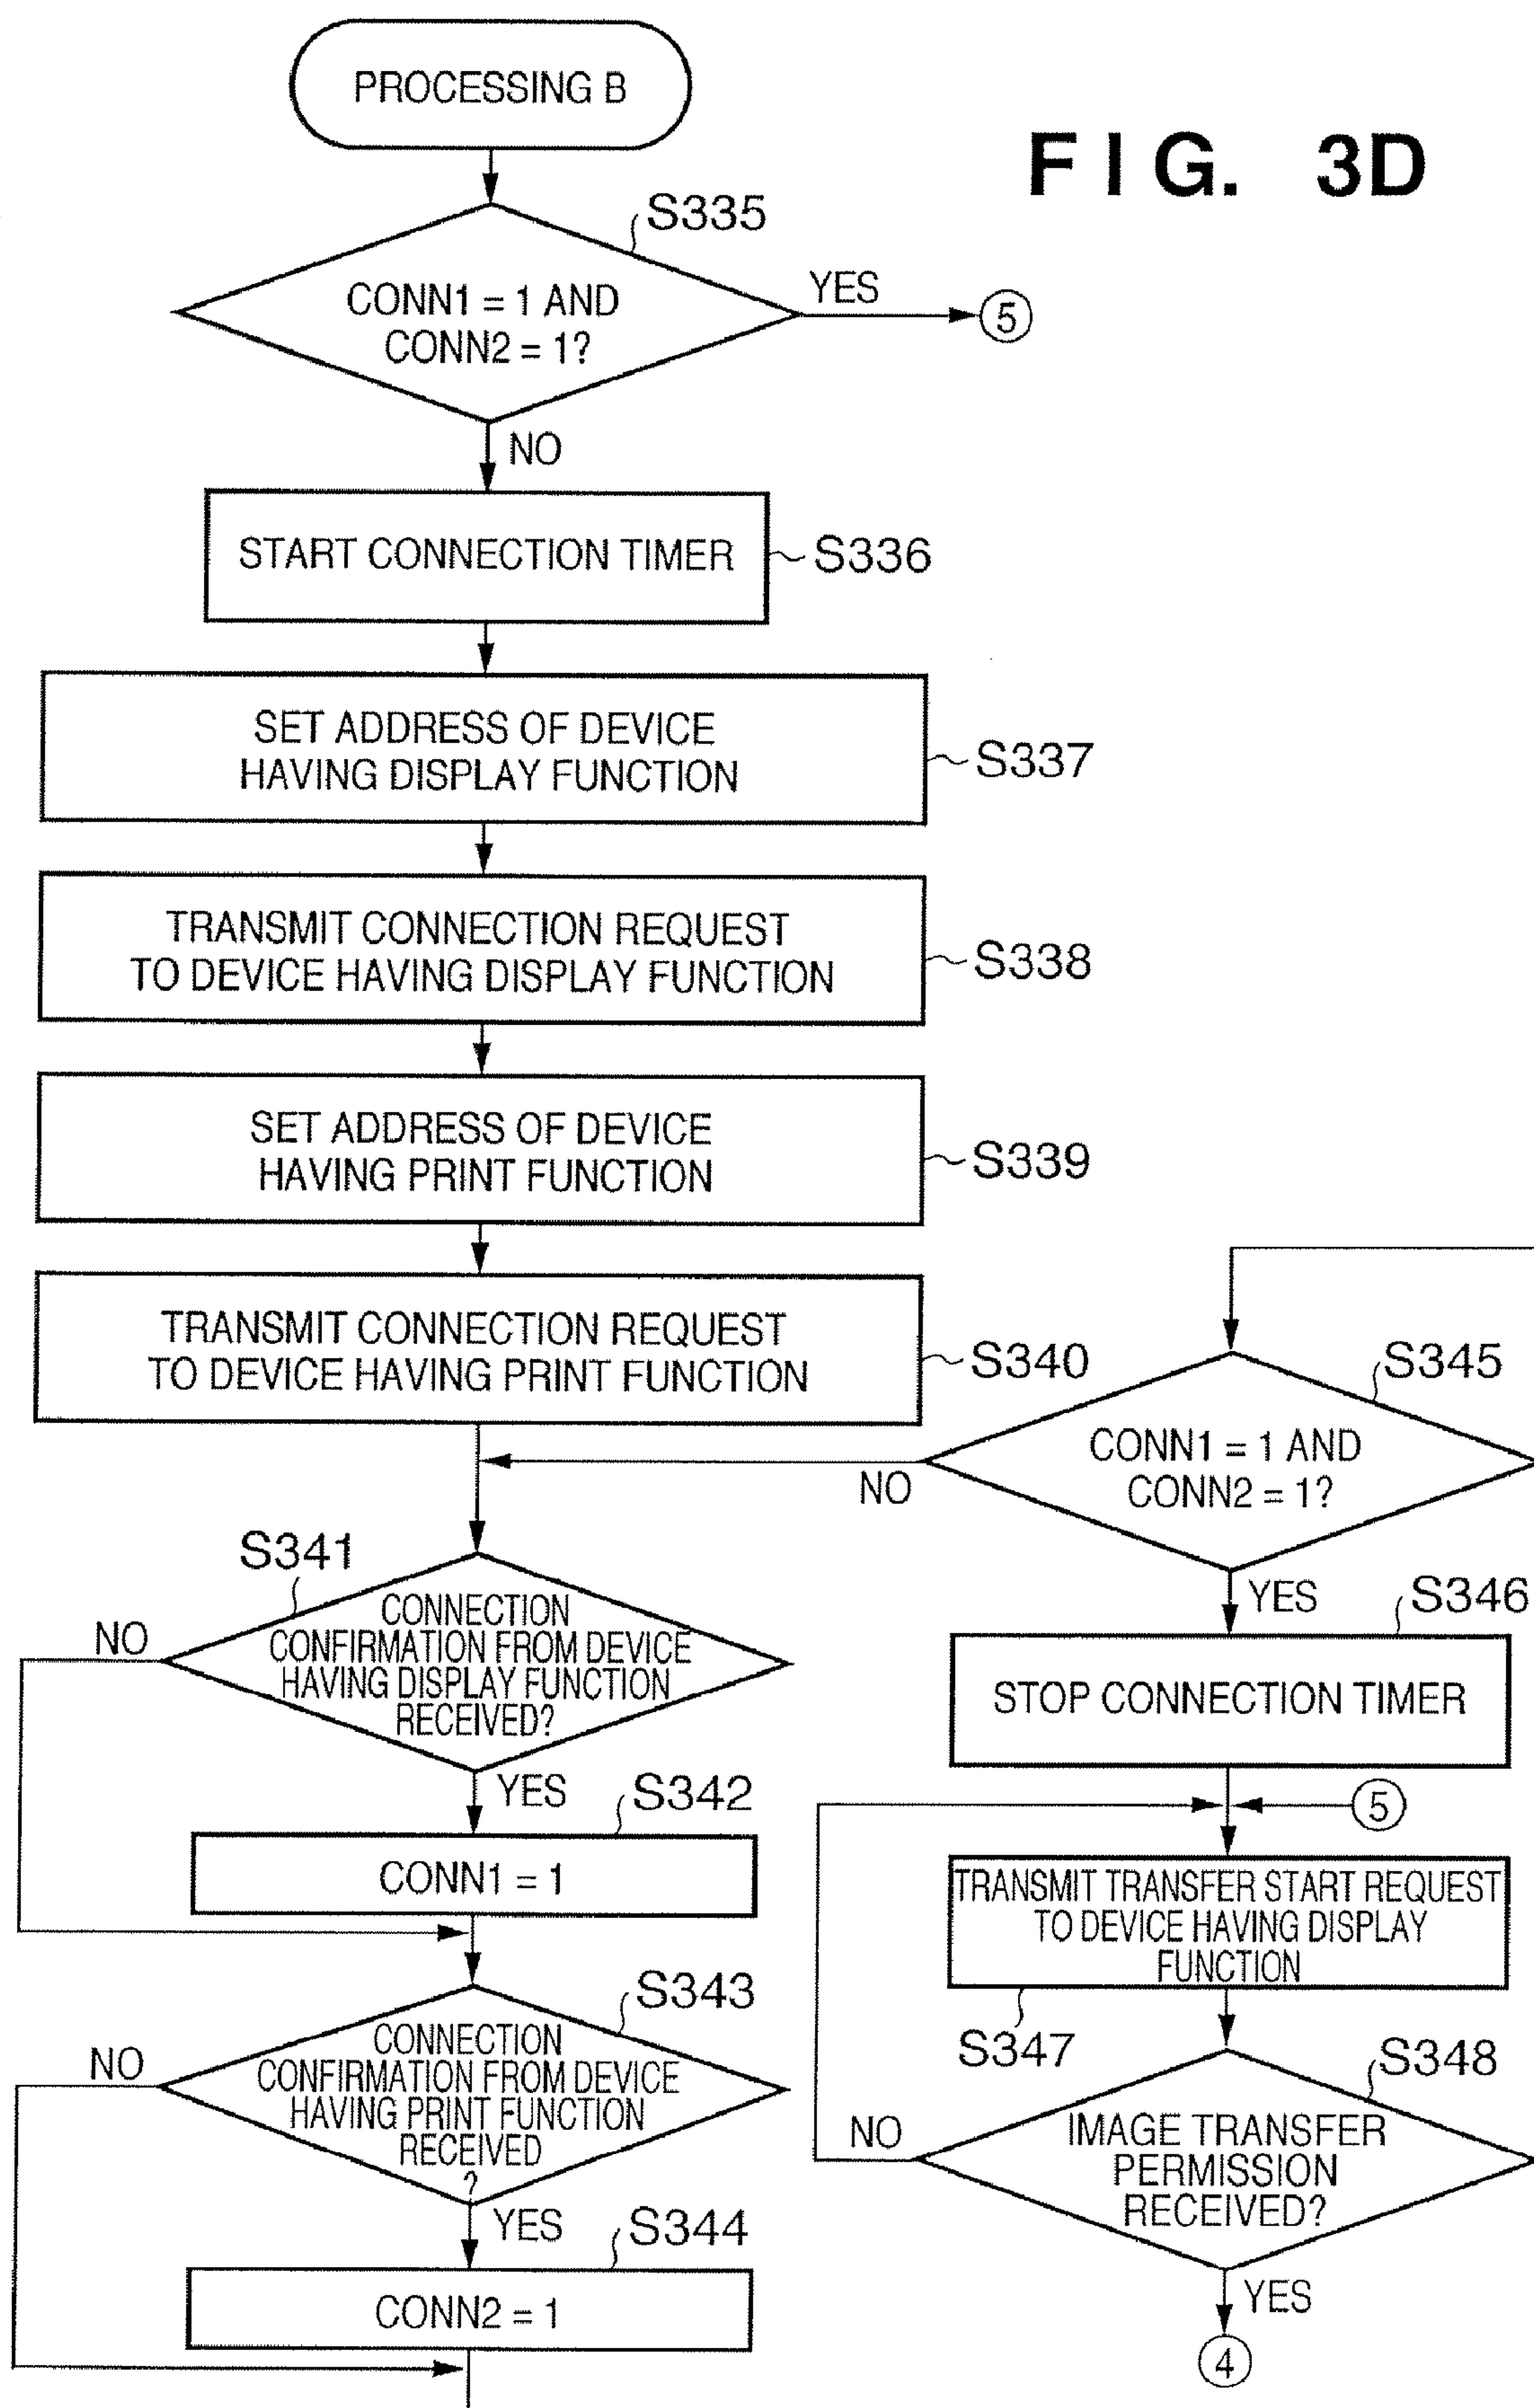 PROCESSING B
FIG. 3D
S335
CONN1 = 1 AND
CONN2 = 1?
YES
5
NO
START CONNECTION TIMER
S336
SET ADDRESS OF DEVICE
HAVING DISPLAY FUNCTION
S337
TRANSMIT CONNECTION REQUEST
TO DEVICE HAVING DISPLAY FUNCTION
S338
SET ADDRESS OF DEVICE
HAVING PRINT FUNCTION
S339
TRANSMIT CONNECTION REQUEST
TO DEVICE HAVING PRINT FUNCTION
S340
S341
CONNECTION
CONFIRMATION FROM DEVICE
HAVING DISPLAY FUNCTION
RECEIVED?
NO
YES
S342
CONN1 = 1
S343
CONNECTION
CONFIRMATION FROM DEVICE
HAVING PRINT FUNCTION
RECEIVED
?
NO
YES
S344
CONN2 = 1
S345
CONN1 = 1 AND
CONN2 = 1?
NO
YES
S346
STOP CONNECTION TIMER
5
TRANSMIT TRANSFER START REQUEST
TO DEVICE HAVING DISPLAY
FUNCTION
S347
S348
IMAGE TRANSFER
PERMISSION
RECEIVED?
NO
YES
4